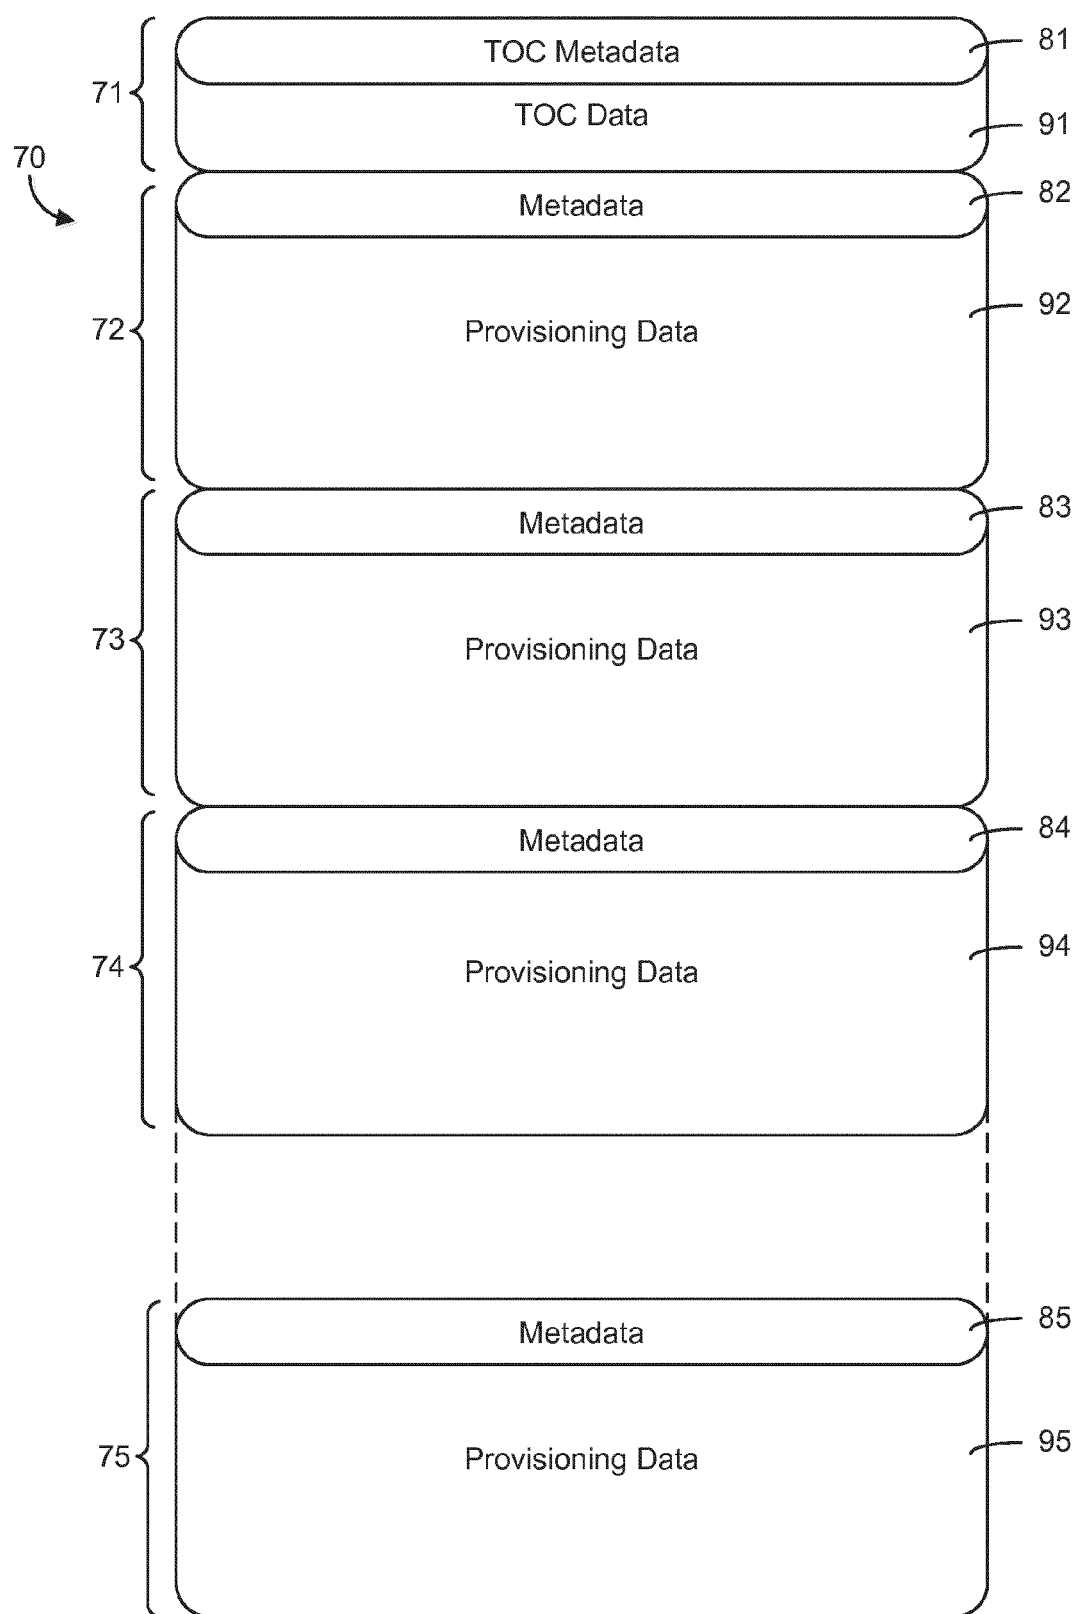 TOC Metadata
81
71
TOC Data
91
70
Metadata
82
92
72
Provisioning Data
Metadata
83
93
73
Provisioning Data
Metadata
84
94
74
Provisioning Data
Metadata
85
95
75
Provisioning Data